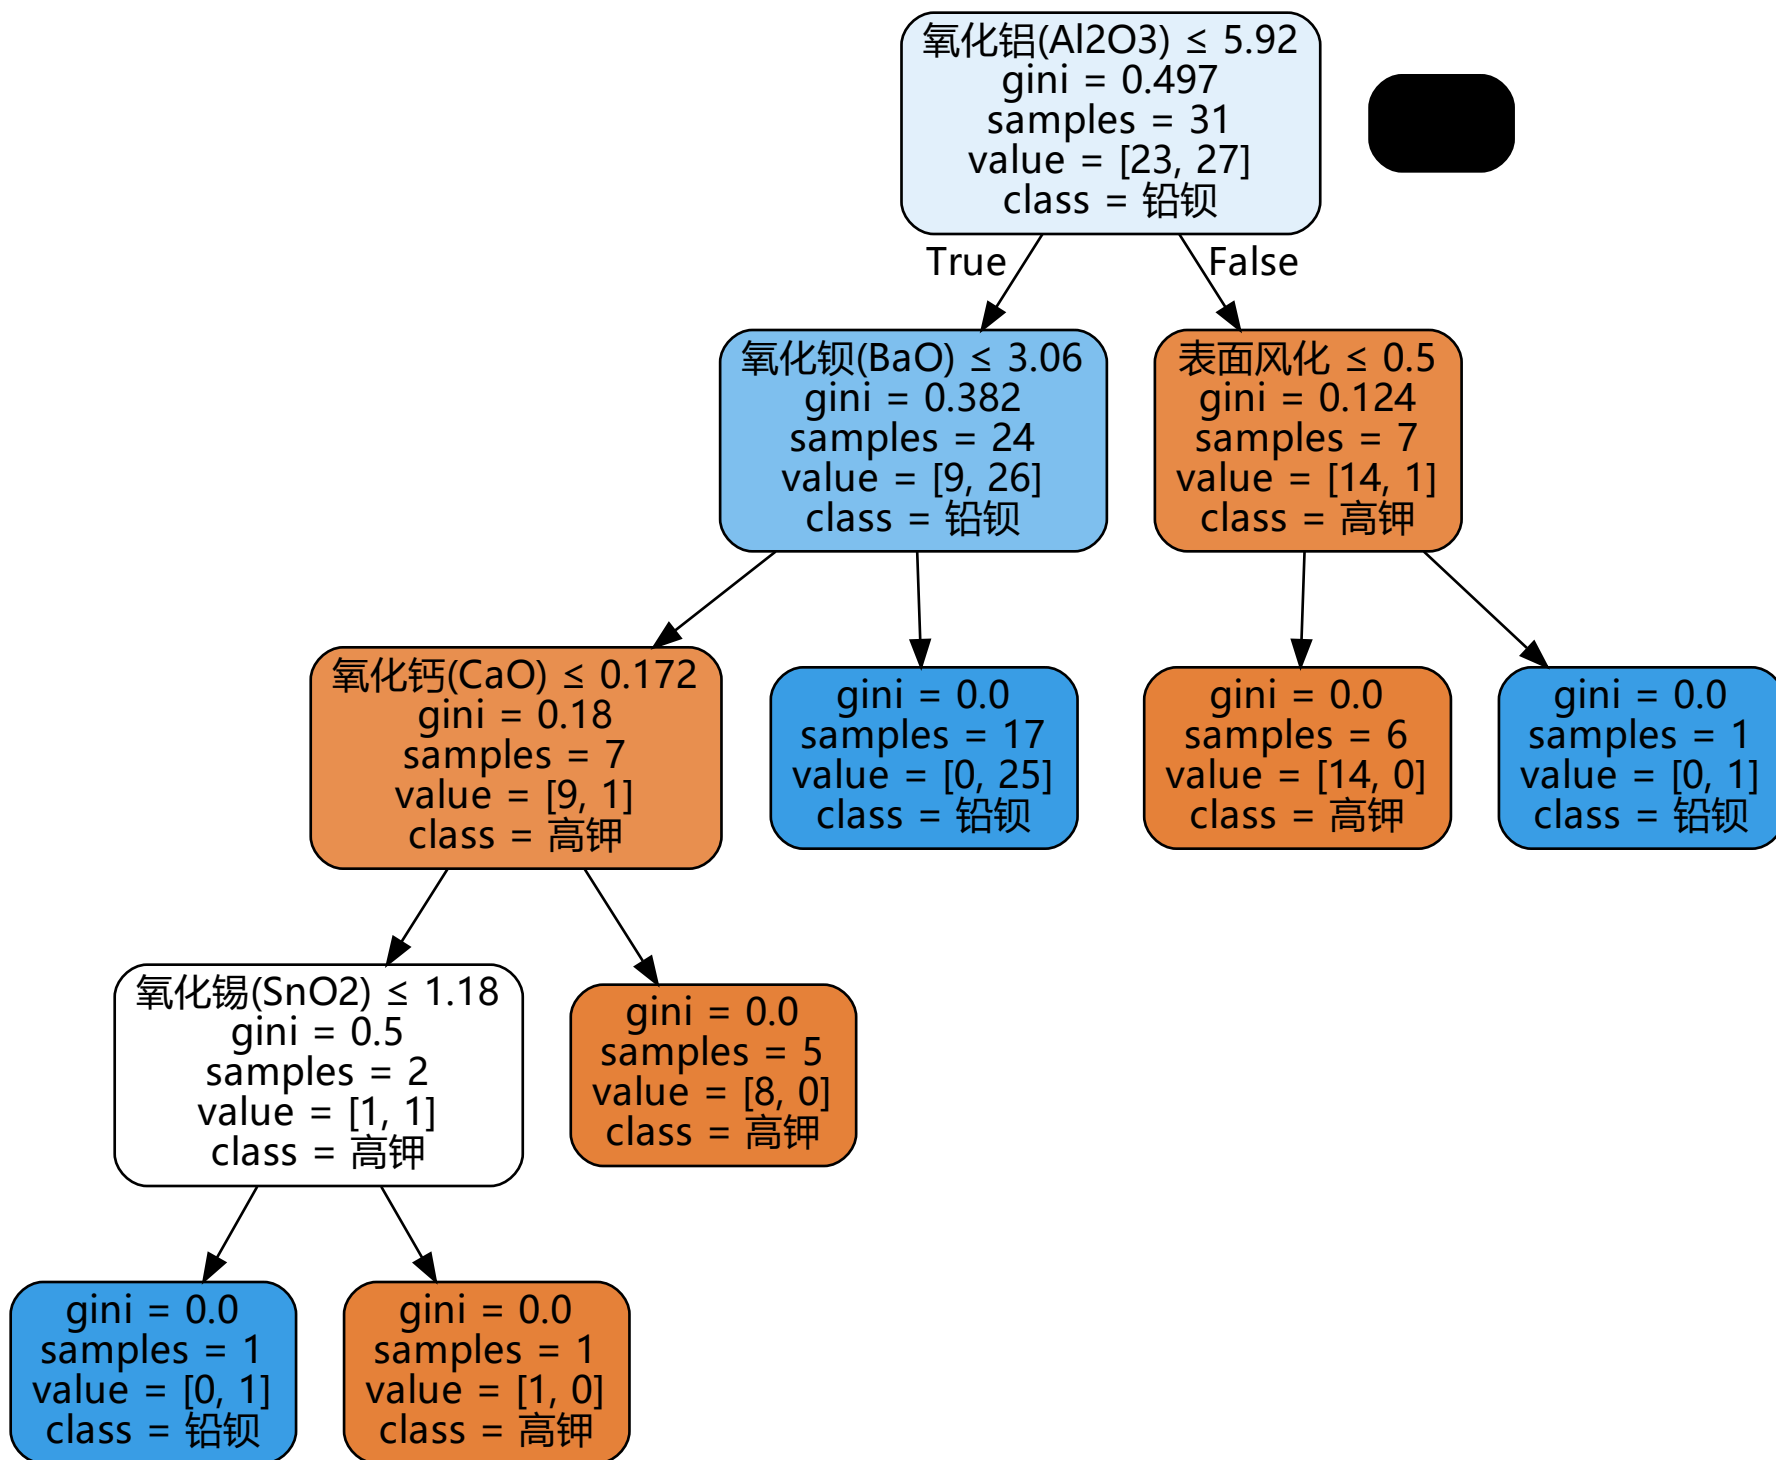 氧化铝(Al2O3) ≤ 5.92
gini = 0.497
samples = 31
value = [23, 27]
class = 铅钡
True
False
氧化钡(BaO) ≤ 3.06
gini = 0.382
samples = 24
value = [9, 26]
class = 铅钡
表面风化 ≤ 0.5
gini = 0.124
samples = 7
value = [14, 1]
class = 高钾
氧化钙(CaO) ≤ 0.172
gini = 0.18
samples = 7
value = [9, 1]
class = 高钾
gini = 0.0
samples = 17
value = [0, 25]
class = 铅钡
gini = 0.0
samples = 6
value = [14, 0]
class = 高钾
gini = 0.0
samples = 1
value = [0, 1]
class = 铅钡
氧化锡(SnO2) ≤ 1.18
gini = 0.5
samples = 2
value = [1, 1]
class = 高钾
gini = 0.0
samples = 5
value = [8, 0]
class = 高钾
gini = 0.0
samples = 1
value = [0, 1]
class = 铅钡
gini = 0.0
samples = 1
value = [1, 0]
class = 高钾